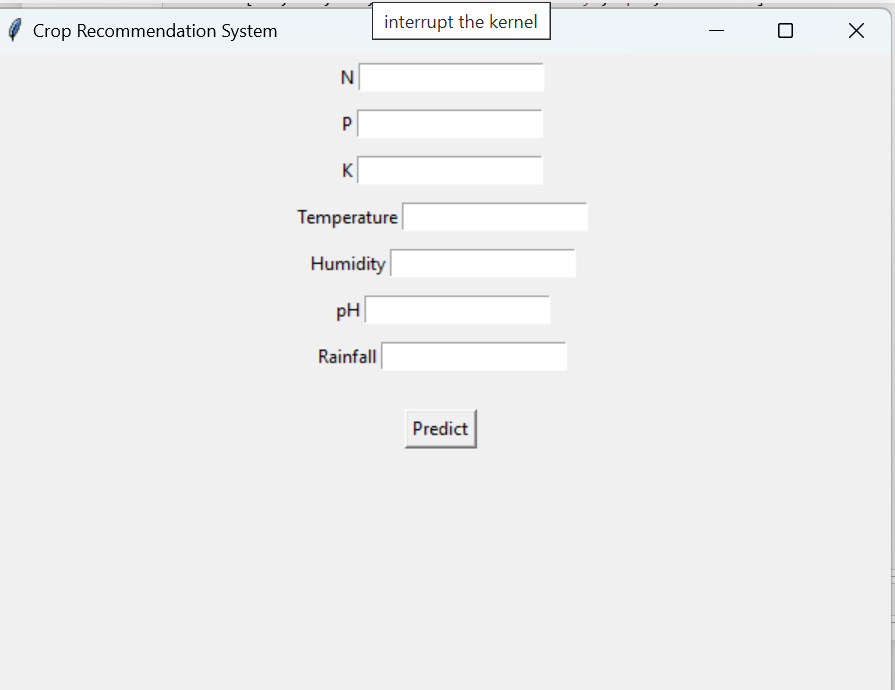 interrupt the kernel
Crop Recommendation System
N
P
K
Temperature
Humidity
pH
Rainfall
Predict